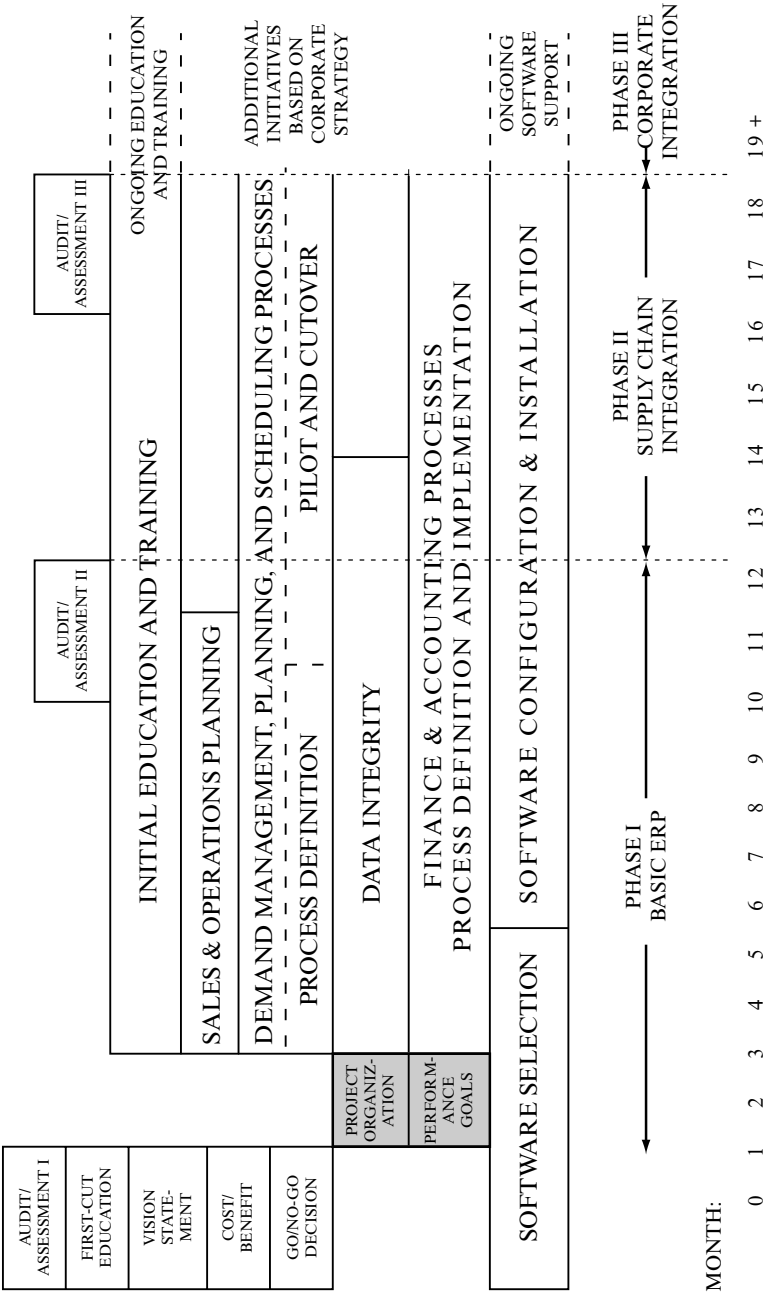 AUDIT/
ASSESSMENT I
FIRST-CUT
EDUCATION
VISION
STATE-
MENT
COST/
BENEFIT
GO/NO-GO
DECISION
AUDIT/
ASSESSMENT II
AUDIT/
ASSESSMENT III
INITIAL EDUCATION AND TRAINING
ONGOING EDUCATION
AND TRAINING
SALES & OPERATIONS PLANNING
DEMAND MANAGEMENT, PLANNING, AND SCHEDULING PROCESSES
PROCESS DEFINITION
PILOT AND CUTOVER
ADDITIONAL
INITIATIVES
BASED ON
CORPORATE
STRATEGY
PROJECT
ORGANIZ-
ATION
DATA INTEGRITY
PERFORM-
ANCE
GOALS
FINANCE & ACCOUNTING PROCESSES
PROCESS DEFINITION AND IMPLEMENTATION
SOFTWARE SELECTION
SOFTWARE CONFIGURATION & INSTALLATION
ONGOING
SOFTWARE
SUPPORT
PHASE I
BASIC ERP
PHASE II
SUPPLY CHAIN
INTEGRATION
PHASE III
CORPORATE
INTEGRATION
MONTH:
0 1 2 3 4 5 6 7 8 9 10 11 12 13 14 15 16 17 18 19 +